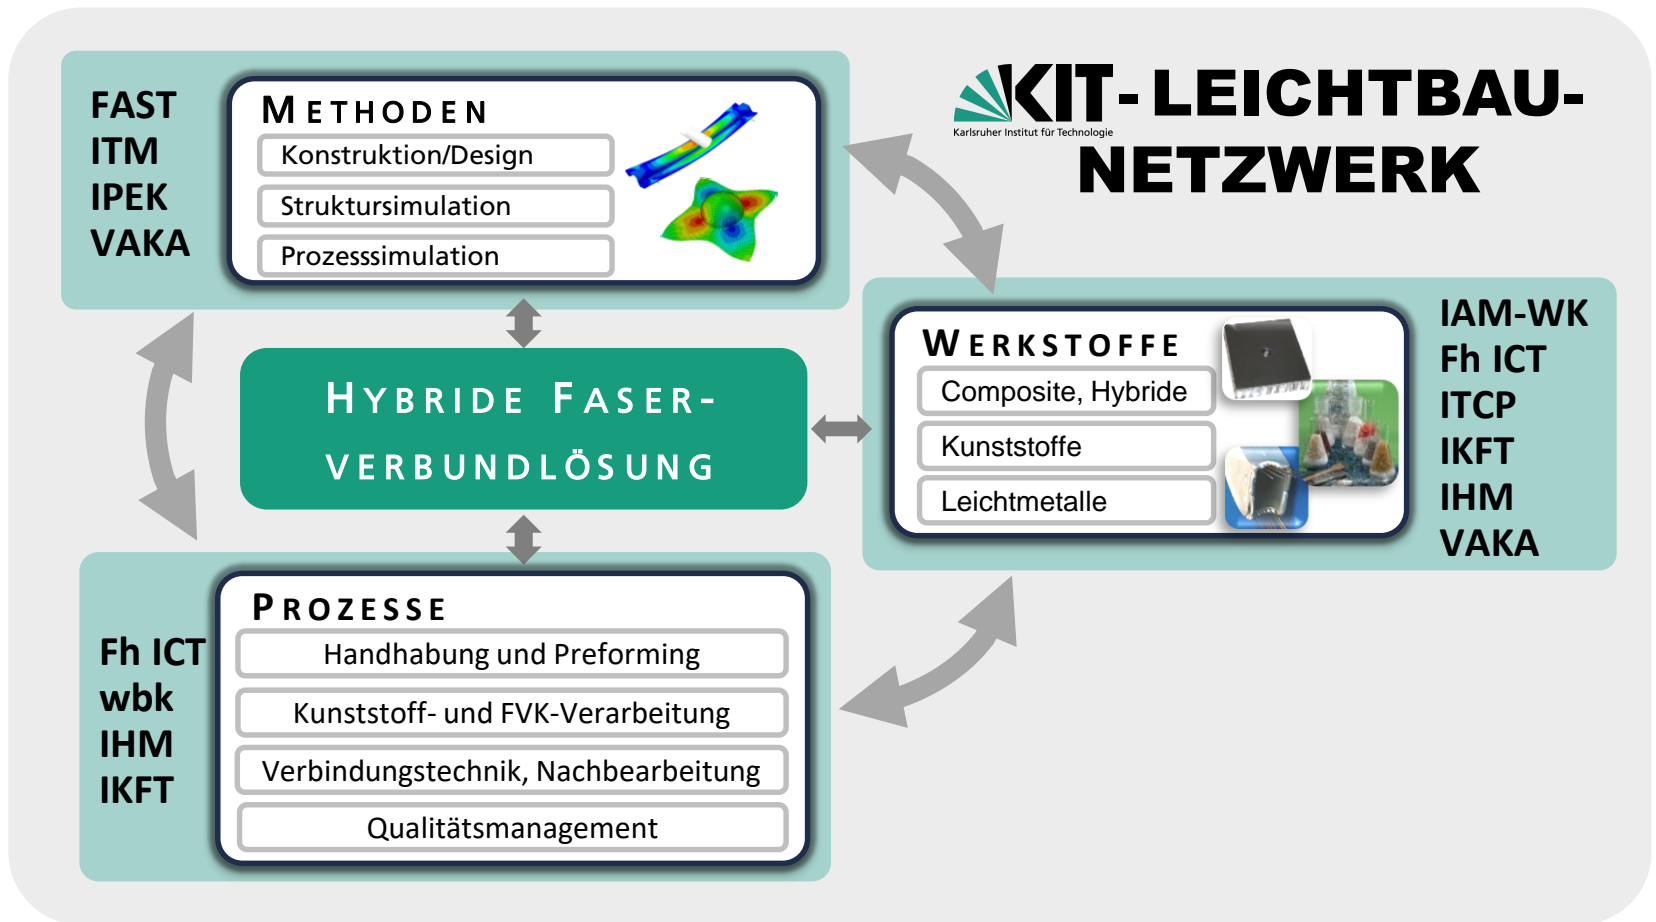 KIT-LEICHTBAU-
Karlsruher Institut für Technologie
NETZWERK
FAST
ITM
IPEK
VAKA
METHODEN
Konstruktion/Design
Struktursimulation
Prozesssimulation
HYBRIDE FASER-
VERBUNDLÖSUNG
WERKSTOFFE
Composite, Hybride
Kunststoffe
Leichtmetalle
IAM-WK
Fh ICT
ITCP
IKFT
IHM
VAKA
Fh ICT
wbk
IHM
IKFT
PROZESSE
Handhabung und Preforming
Kunststoff- und FVK-Verarbeitung
Verbindungstechnik, Nachbearbeitung
Qualitätsmanagement